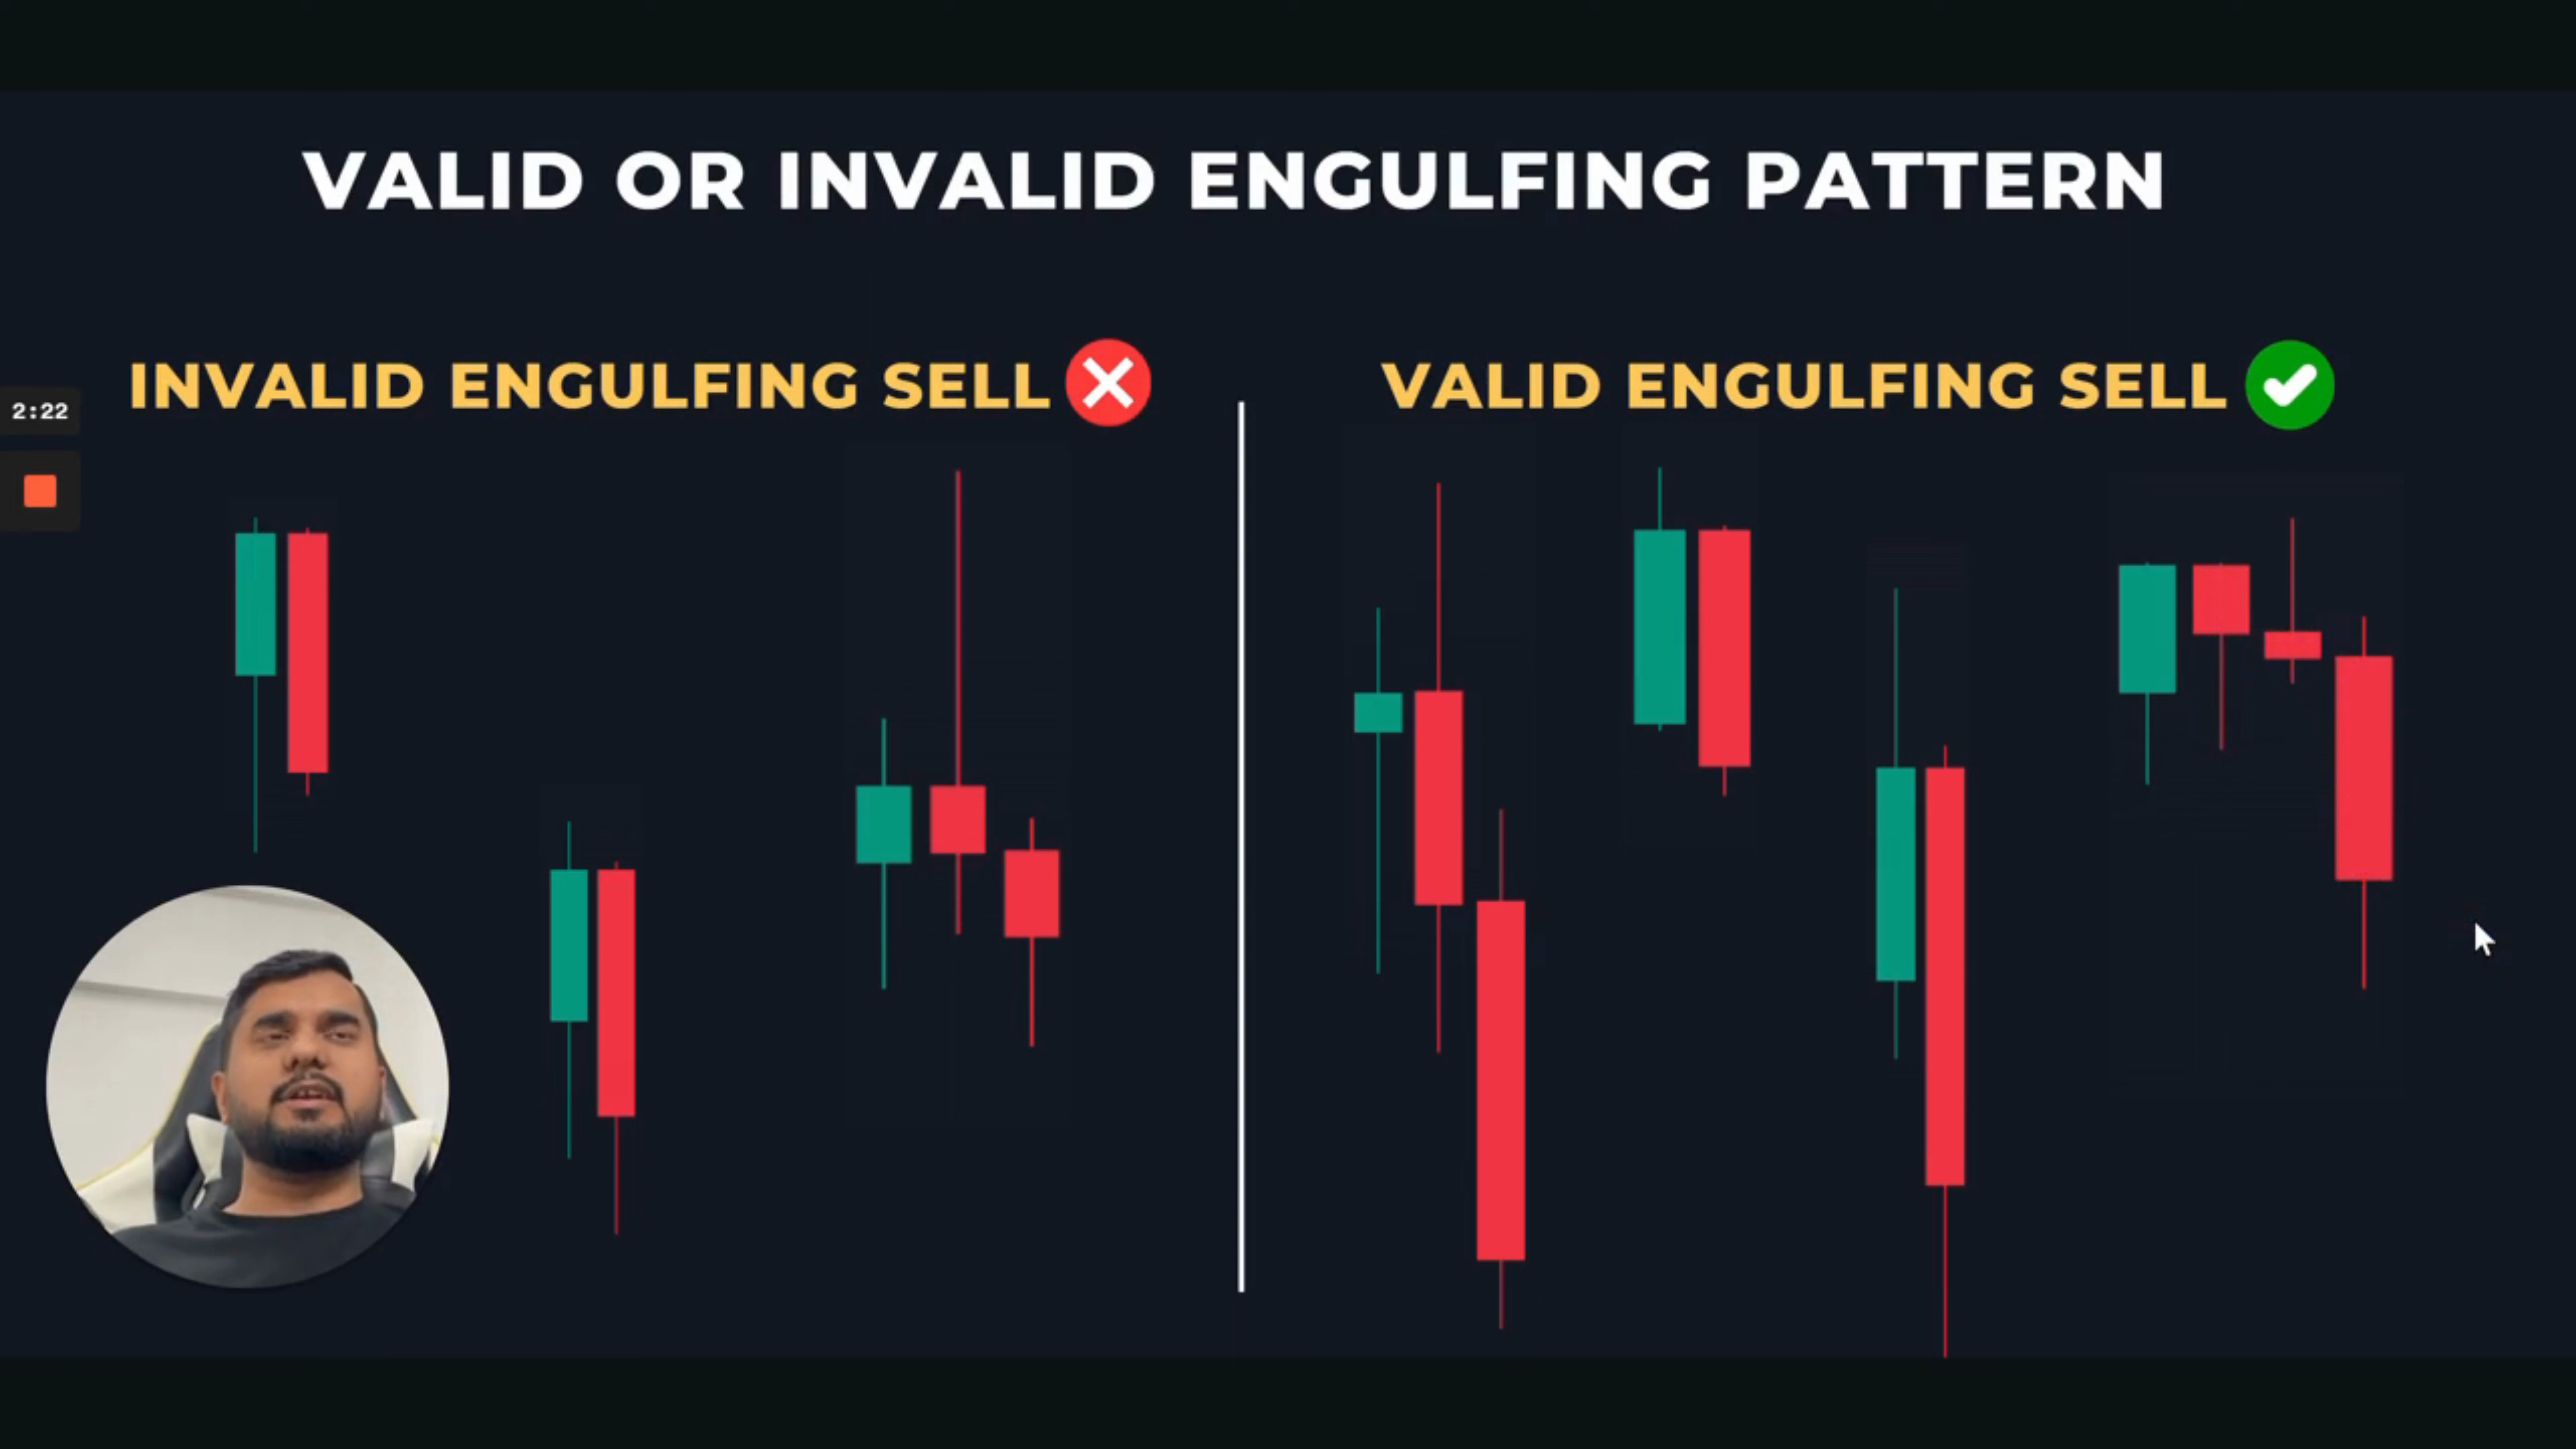 VALID OR INVALID ENGULFING PATTERN
INVALID ENGULFING SELL
VALID ENGULFING SELL
2:22